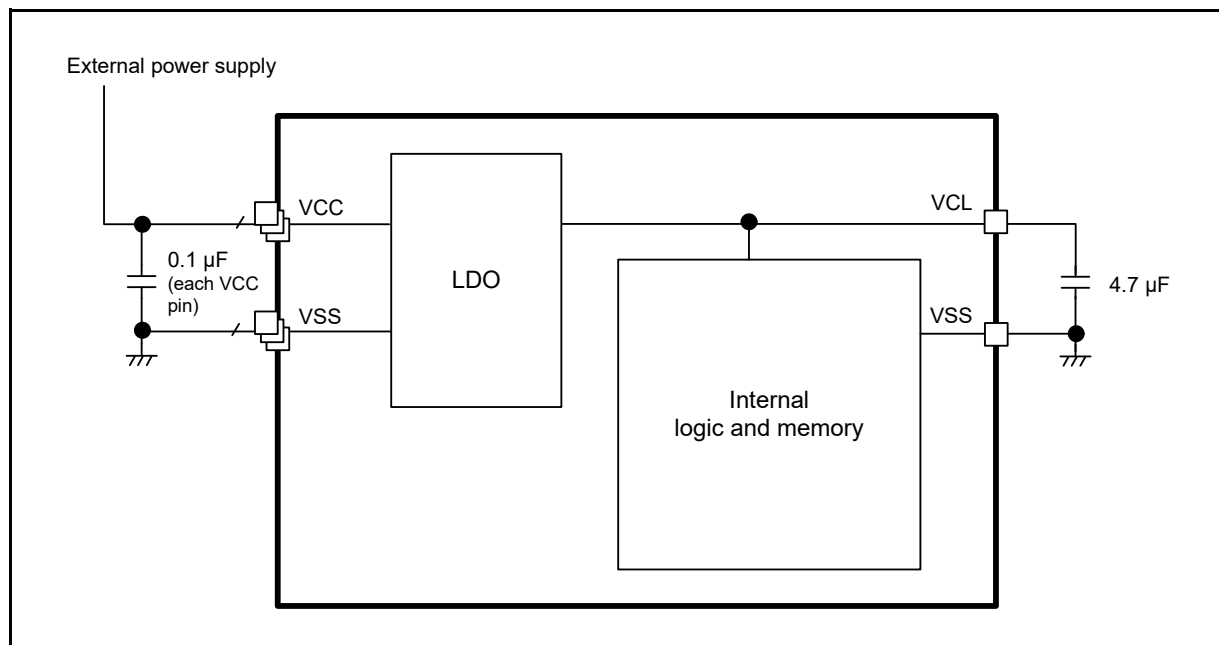 External power supply
VCC
VCL
0.1 µF
(each VCC
pin)
LDO
4.7 µF
VSS
VSS
Internal
logic and memory